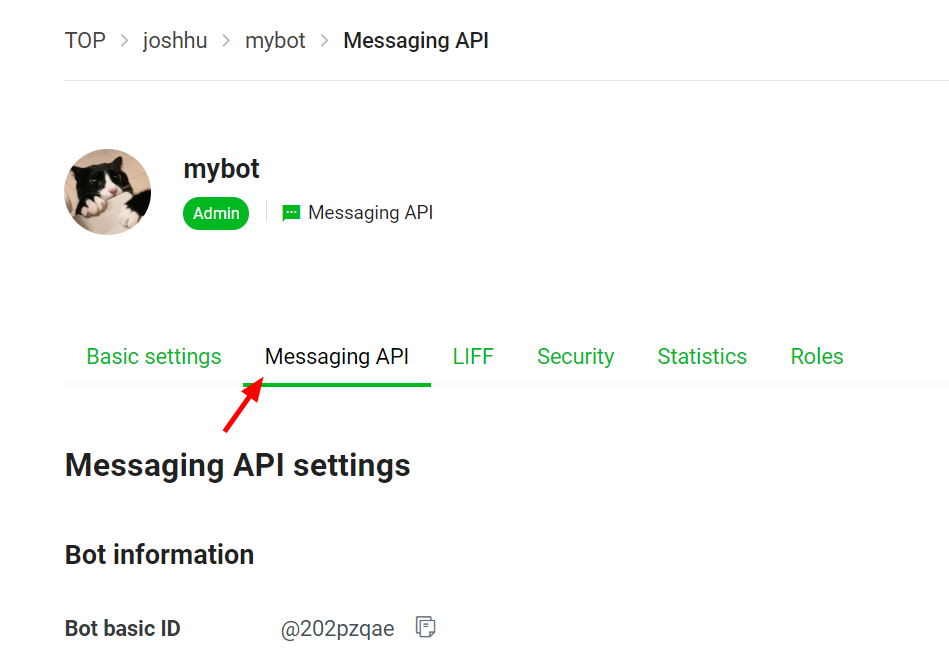 TOP > joshhu > mybot > Messaging API
mybot
Admin Messaging API
Basic settings Messaging API LIFF Security Statistics Roles
Messaging API settings
Bot information
Bot basic ID @202pzqae